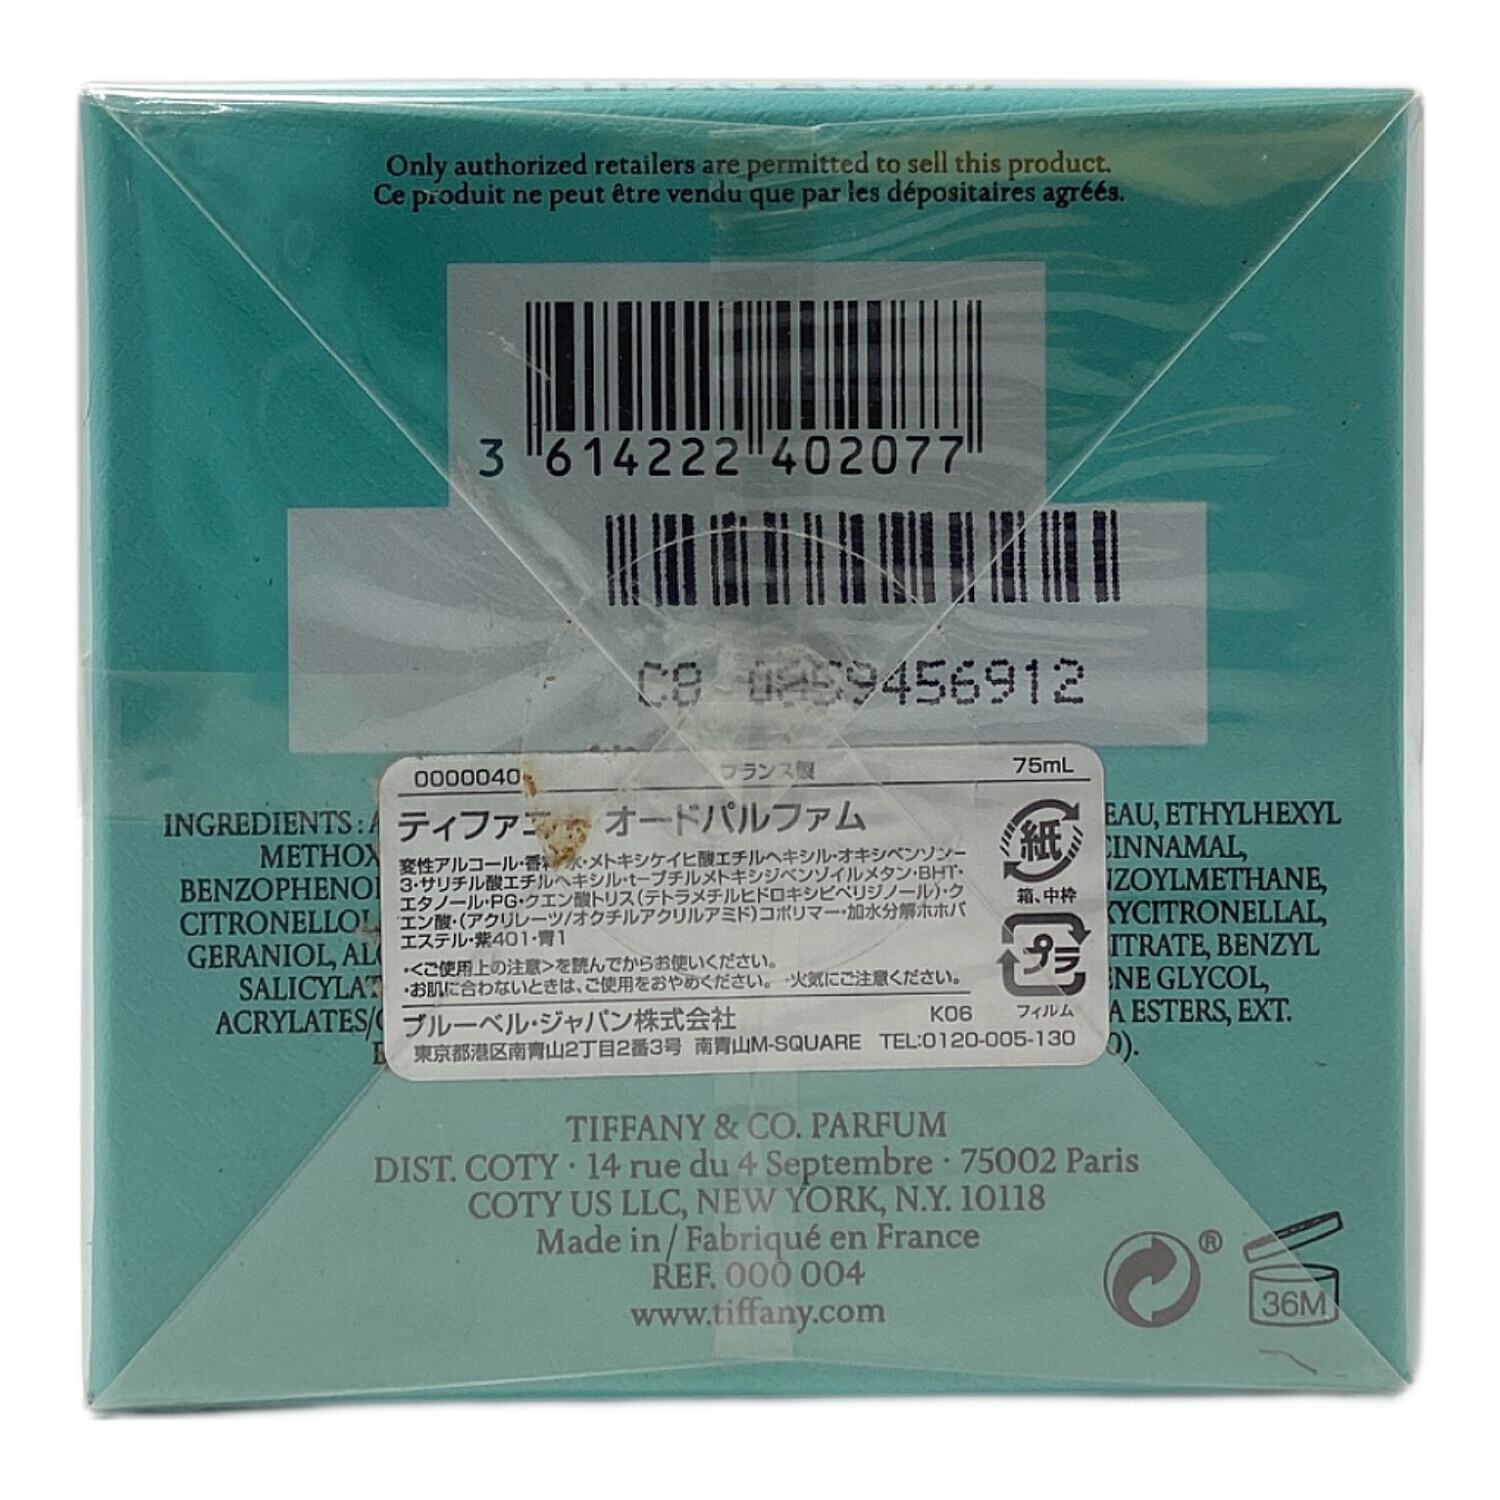 Only authorized retailers are permitted to sell this product.
Ce produit ne peut être vendu que par les dépositaires agréés.
3 614222 402077
C8 9456912
0000040 フランス製 75mL
ティファニー オードパルファム
変性アルコール・香料・水・メトキシケイヒ酸エチルヘキシル・オキシベンゾン-
3・サリチル酸エチルヘキシル・t-ブチルメトキシジベンゾイルメタン・BHT・
エタノール・PG・クエン酸トリス(テトラメチルヒドロキシピペリジノール)・ク
エン酸・(アクリレーツ/オクチルアクリルアミド)コポリマー・加水分解ホホバ
エステル・紫401・青1
・<ご使用上の注意>を読んでからお使いください。
・お肌に合わないときは、ご使用をおやめください。 ・火気にご注意ください。
ブルーベル・ジャパン株式会社 K06
東京都港区南青山2丁目2番3号 南青山M-SQUARE TEL:0120-005-130
紙
箱、中枠
プラ
フィルム
INGREDIENTS : EAU, ETHYLHEXYL
METHOX CINNAMAL,
BENZOPHENO NZOYLMETHANE,
CITRONELLOL XYCITRONELLAL,
GERANIOL, ITRATE, BENZYL
SALICYLAT ENE GLYCOL,
ACRYLATES/ A ESTERS, EXT.
0).
TIFFANY & CO. PARFUM
DIST. COTY · 14 rue du 4 Septembre · 75002 Paris
COTY US LLC, NEW YORK, N.Y. 10118
Made in / Fabriqué en France
REF. 000 004
www.tiffany.com
®
36M